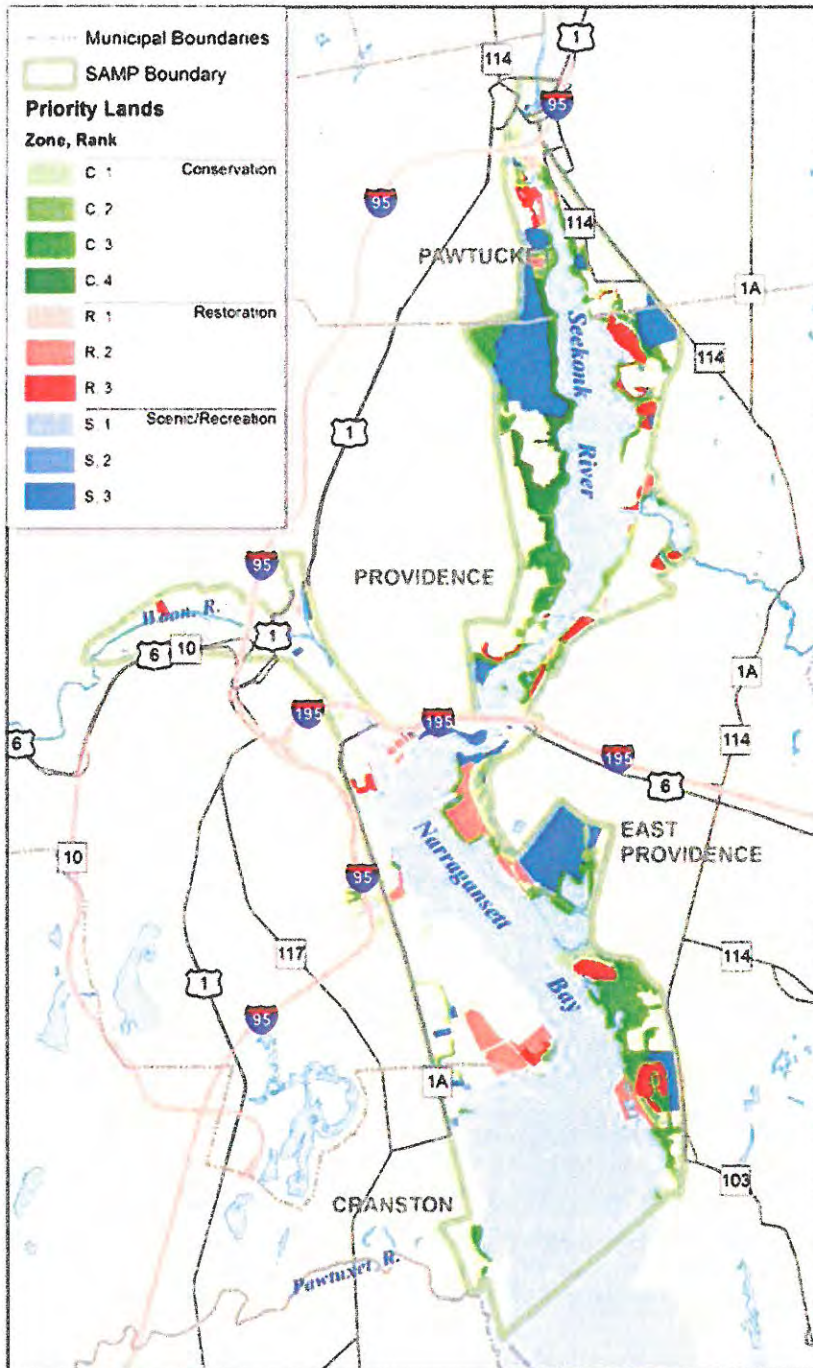 Municipal Boundaries
SAMP Boundary
Priority Lands
Zone, Rank
C, 1 Conservation
C, 2
C, 3
C, 4
R, 1 Restoration
R, 2
R, 3
S, 1 Scenic/Recreation
S, 2
S, 3
1
114
95
95
114
PAWTUCKET
1A
114
Seekonk
River
1
95
PROVIDENCE
Woon. R.
1
6
10
1A
195
195
114
6
195
6
EAST
PROVIDENCE
10
95
Narragansett
117
114
1
Bay
95
1A
103
CRANSTON
Pawtuxet R.